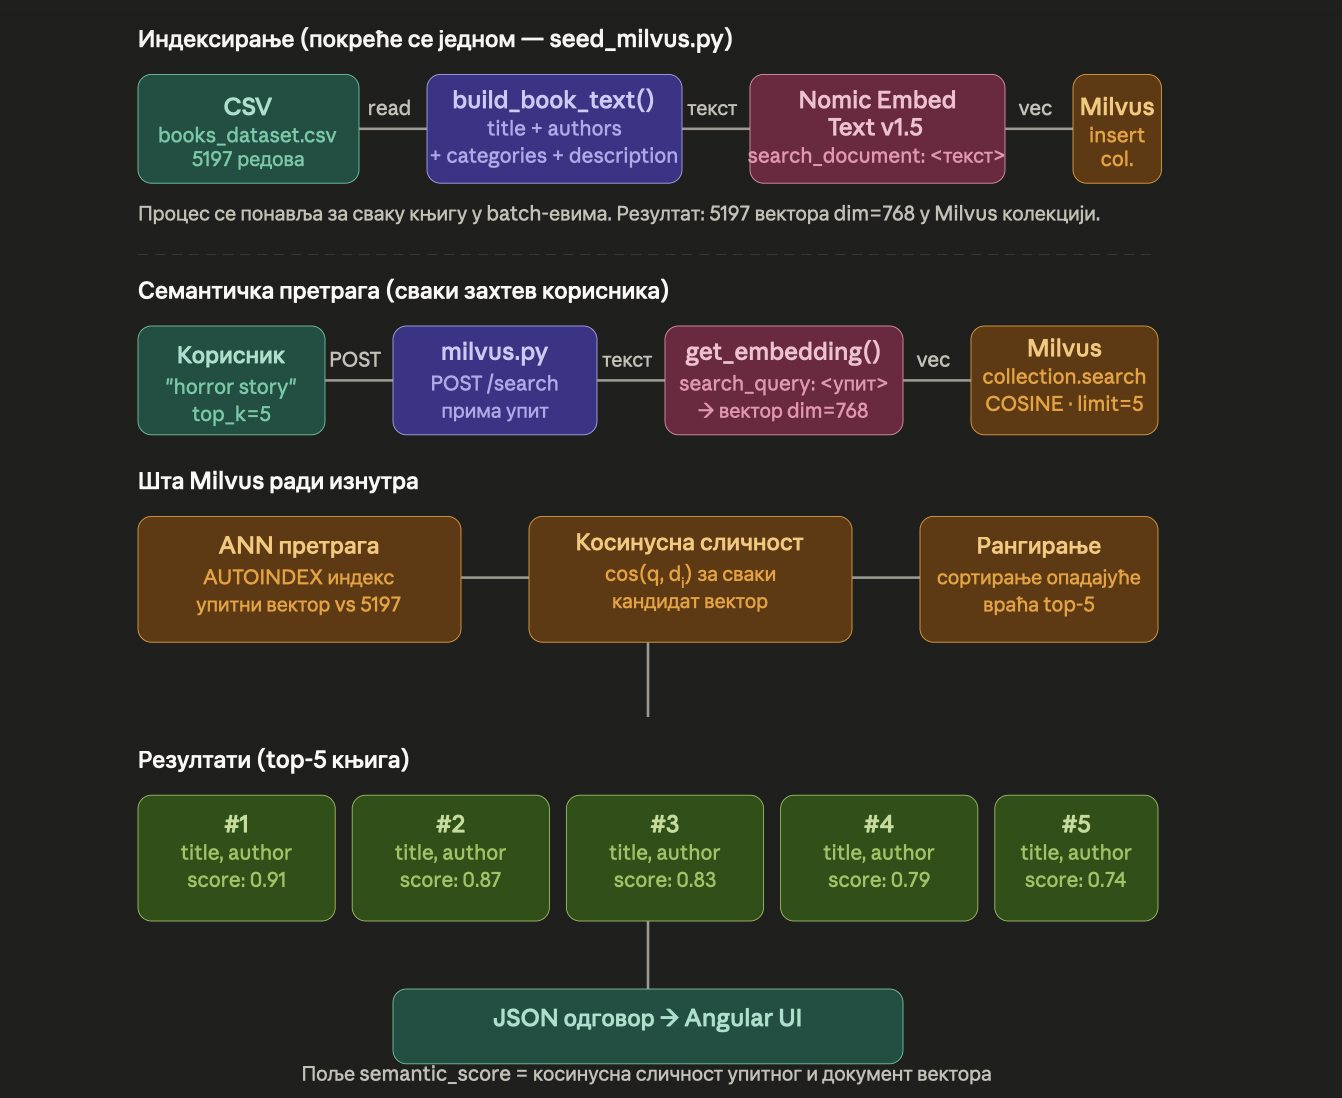 Индексирање (покреће се једном — seed_milvus.py)
CSV
books_dataset.csv
5197 редова
read
build_book_text()
title + authors
+ categories + description
текст
Nomic Embed
Text v1.5
search_document: <текст>
vec
Milvus
insert
col.
Процес се понавља за сваку књигу у batch-евима. Резултат: 5197 вектора dim=768 у Milvus колекцији.
Семантичка претрага (сваки захтев корисника)
Корисник
"horror story"
top_k=5
POST
milvus.py
POST /search
прима упит
текст
get_embedding()
search_query: <упит>
→ вектор dim=768
vec
Milvus
collection.search
COSINE · limit=5
Шта Milvus ради изнутра
ANN претрага
AUTOINDEX индекс
упитни вектор vs 5197
Косинусна сличност
cos(q, dᵢ) за сваки
кандидат вектор
Рангирање
сортирање опадајуће
враћа top-5
Резултати (top-5 књига)
#1
title, author
score: 0.91
#2
title, author
score: 0.87
#3
title, author
score: 0.83
#4
title, author
score: 0.79
#5
title, author
score: 0.74
JSON одговор → Angular UI
Поље semantic_score = косинусна сличност упитног и документ вектора